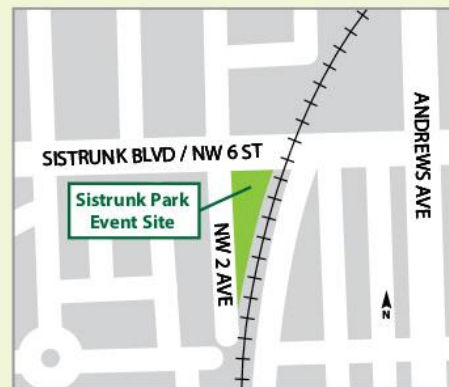 SISTRUNK BLVD / NW 6 ST
Sistrunk Park
Event Site
NW 2 AVE
ANDREWS AVE
N